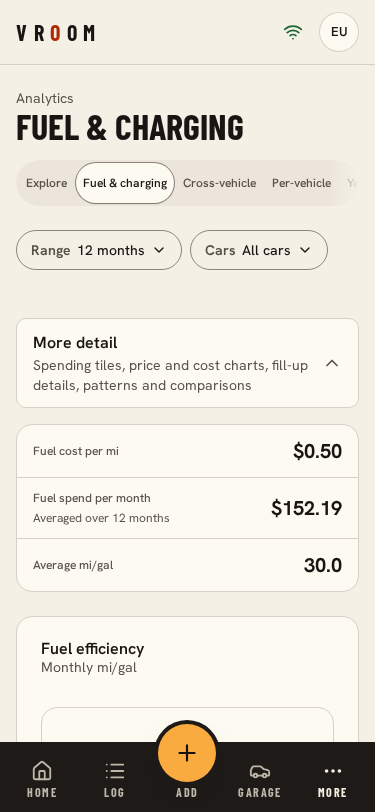 VROOM
EU
Analytics
FUEL & CHARGING
Explore Fuel & charging Cross-vehicle Per-vehicle
Range 12 months Cars All cars
More detail
Spending tiles, price and cost charts, fill-up
details, patterns and comparisons
Fuel cost per mi $0.50
Fuel spend per month $152.19
Averaged over 12 months
Average mi/gal 30.0
Fuel efficiency
Monthly mi/gal
HOME LOG ADD GARAGE MORE